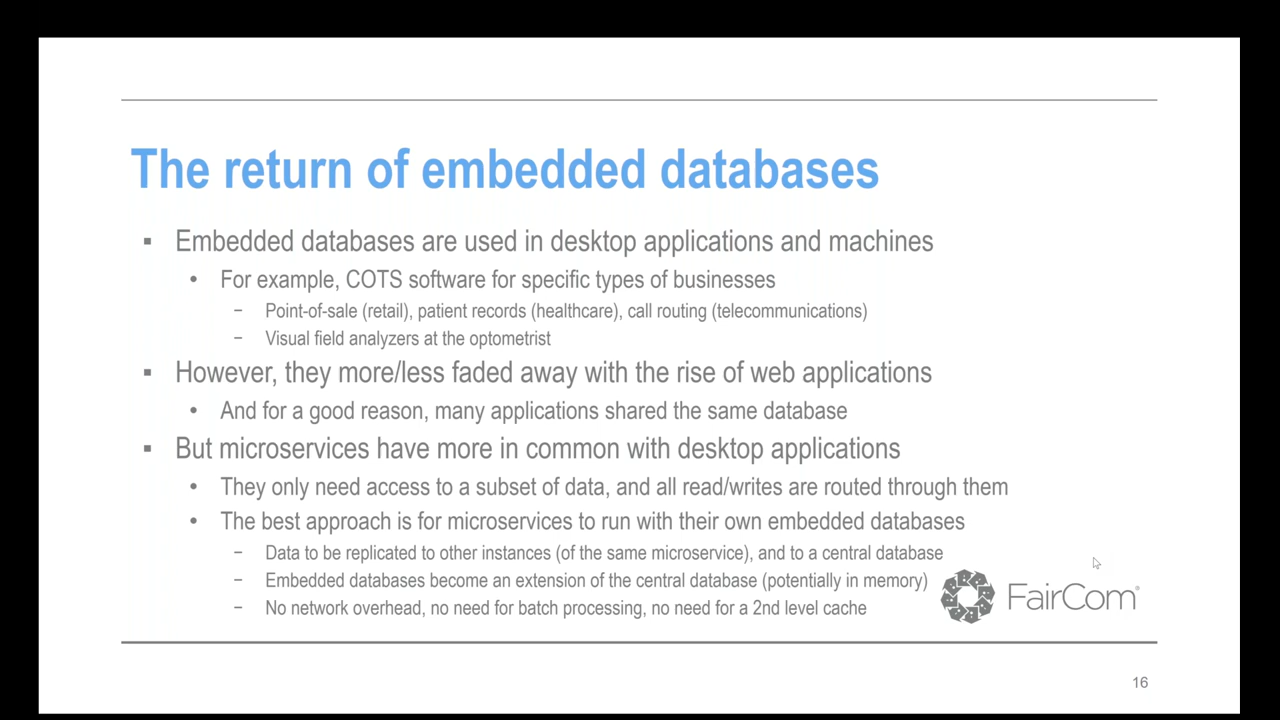 The return of embedded databases
▪ Embedded databases are used in desktop applications and machines
• For example, COTS software for specific types of businesses
− Point-of-sale (retail), patient records (healthcare), call routing (telecommunications)
− Visual field analyzers at the optometrist
▪ However, they more/less faded away with the rise of web applications
• And for a good reason, many applications shared the same database
▪ But microservices have more in common with desktop applications
• They only need access to a subset of data, and all read/writes are routed through them
• The best approach is for microservices to run with their own embedded databases
− Data to be replicated to other instances (of the same microservice), and to a central database
− Embedded databases become an extension of the central database (potentially in memory)
− No network overhead, no need for batch processing, no need for a 2nd level cache
FairCom®
16